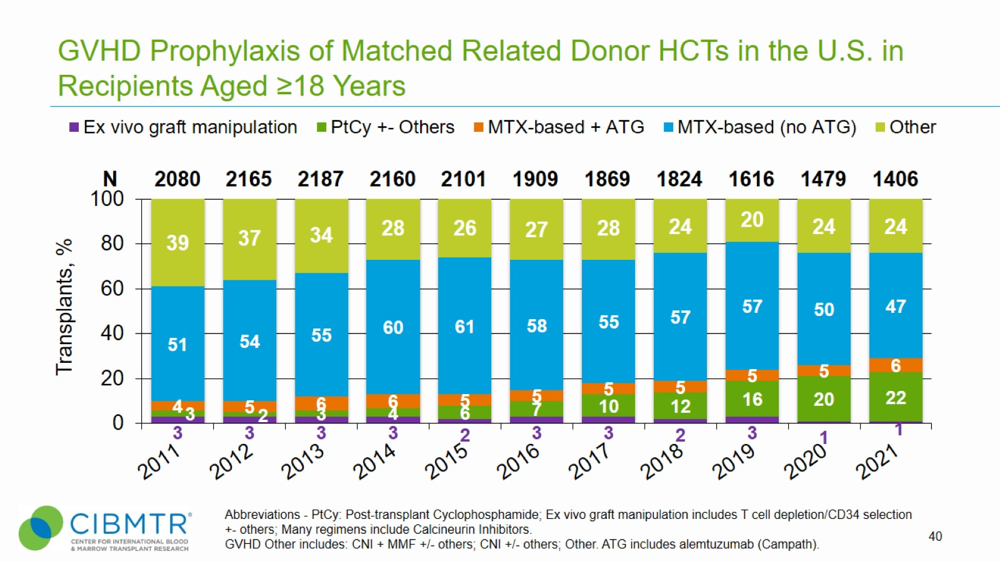 GVHD Prophylaxis of Matched Related Donor HCTs in the U.S. in
Recipients Aged ≥18 Years
Ex vivo graft manipulation PtCy +- Others MTX-based + ATG MTX-based (no ATG) Other
N 2080 2165 2187 2160 2101 1909 1869 1824 1616 1479 1406
Transplants, %
100
80
60
40
20
0
39 37 34 28 26 27 28 24 20 24 24
51 54 55 60 61 58 55 57 57 50 47
4 5 6 6 5 5 5 5 5 5 6
3 2 3 4 6 7 10 12 16 20 22
3 3 3 3 2 3 3 2 3 1 1
2011 2012 2013 2014 2015 2016 2017 2018 2019 2020 2021
CIBMTR®
CENTER FOR INTERNATIONAL BLOOD
& MARROW TRANSPLANT RESEARCH
Abbreviations - PtCy: Post-transplant Cyclophosphamide; Ex vivo graft manipulation includes T cell depletion/CD34 selection
+- others; Many regimens include Calcineurin Inhibitors.
GVHD Other includes: CNI + MMF +/- others; CNI +/- others; Other. ATG includes alemtuzumab (Campath).
40